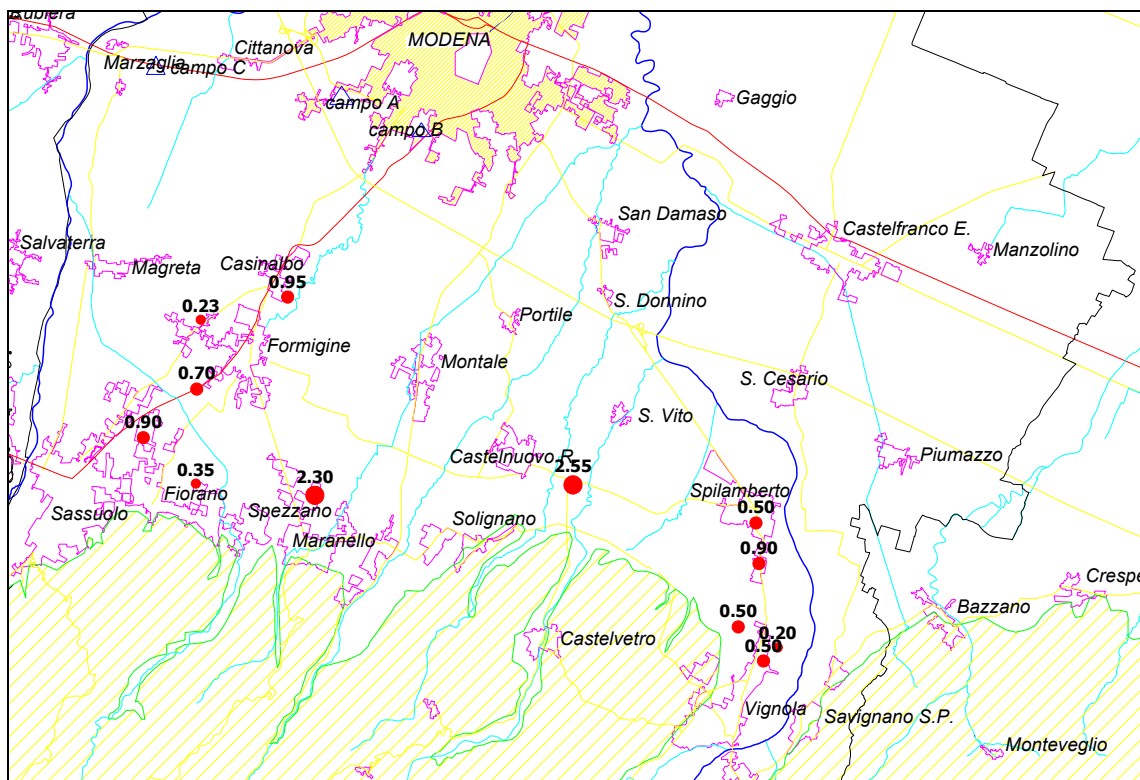 Rubiera
MODENA
Cittanova
Marzaglia
campo C
campo A
Gaggio
campo B
San Damaso
Castelfranco E.
Salvaterra
Manzolino
Magreta
Casinalbo
0.95
0.23
S. Donnino
Portile
Formigine
Montale
0.70
S. Cesario
0.90
S. Vito
Castelnuovo R.
Piumazzo
2.55
0.35
2.30
Fiorano
Spilamberto
Sassuolo
Spezzano
0.50
Solignano
Maranello
0.90
Crespe
Bazzano
0.50
Castelvetro
0.20
0.50
Vignola
Savignano S.P.
Monteveglio